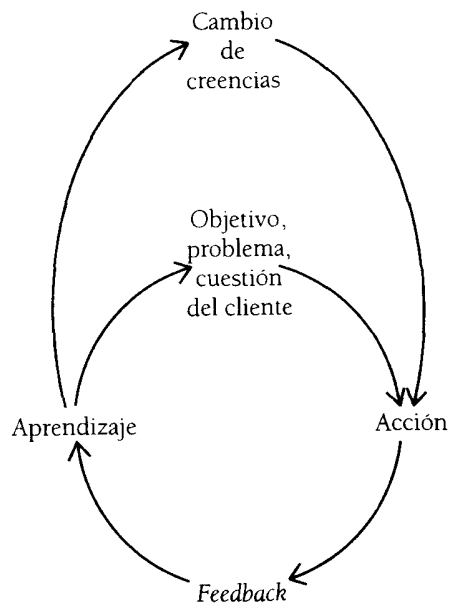 Cambio
de
creencias
Objetivo,
problema,
cuestión
del cliente
Aprendizaje
Acción
Feedback